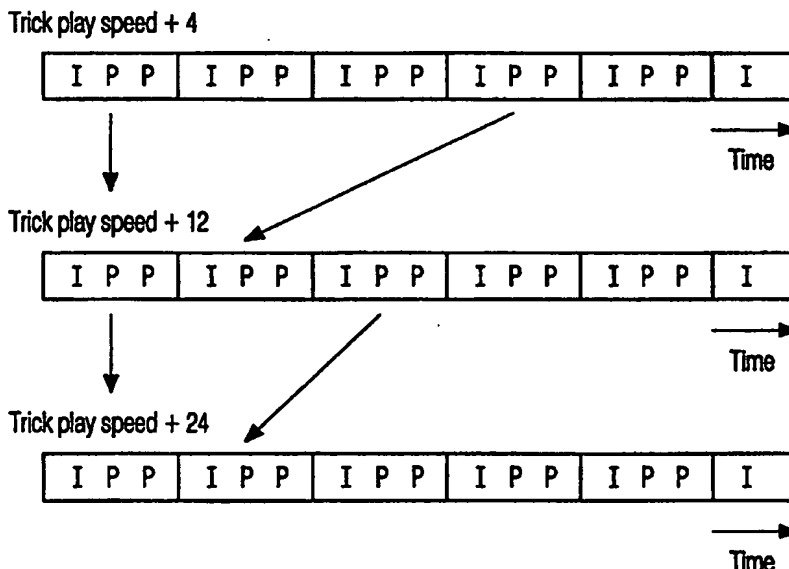 Trick play speed + 4
I P P I P P I P P I P P I P P I
Time
Trick play speed + 12
I P P I P P I P P I P P I P P I
Time
Trick play speed + 24
I P P I P P I P P I P P I P P I
Time